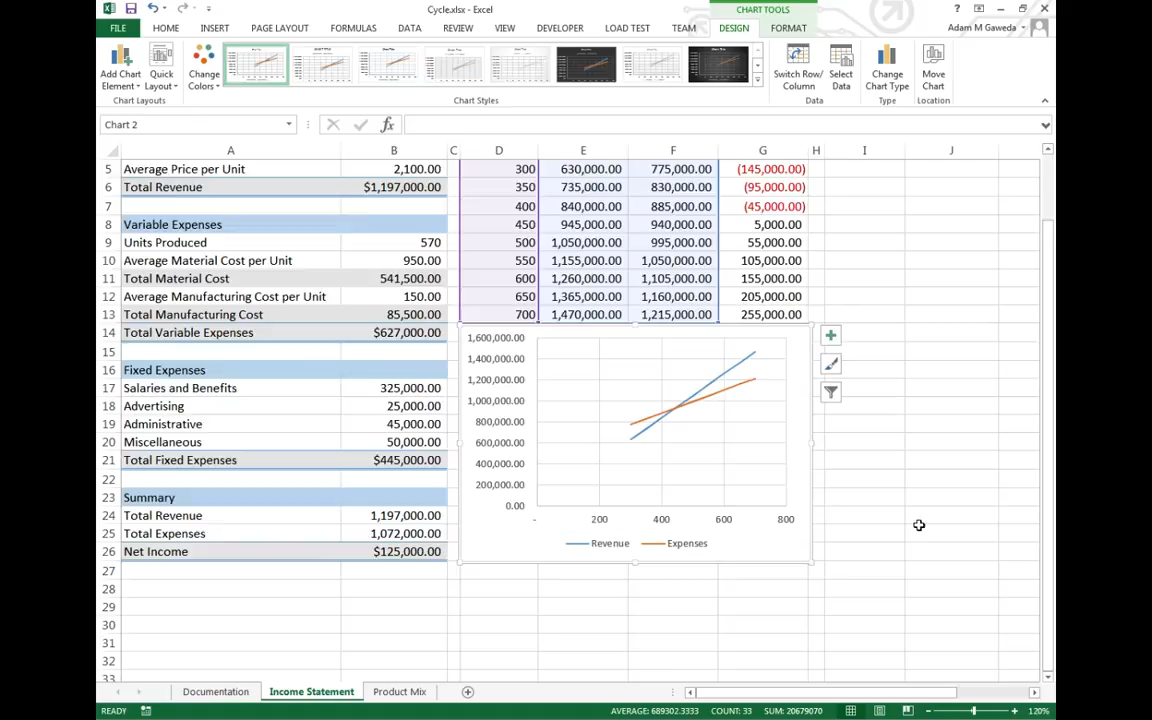 Cycle.xlsx - Excel
CHART TOOLS
FILE HOME INSERT PAGE LAYOUT FORMULAS DATA REVIEW VIEW DEVELOPER LOAD TEST TEAM DESIGN FORMAT Adam M Gaweda
Add Chart Element Quick Layout Change Colors Switch Row/ Column Select Data Change Chart Type Move Chart
Chart Layouts Chart Styles Data Type Location
Chart 2 fx
A B C D E F G H I J
5 Average Price per Unit 2,100.00 300 630,000.00 775,000.00 (145,000.00)
6 Total Revenue $1,197,000.00 350 735,000.00 830,000.00 (95,000.00)
7 400 840,000.00 885,000.00 (45,000.00)
8 Variable Expenses 450 945,000.00 940,000.00 5,000.00
9 Units Produced 570 500 1,050,000.00 995,000.00 55,000.00
10 Average Material Cost per Unit 950.00 550 1,155,000.00 1,050,000.00 105,000.00
11 Total Material Cost 541,500.00 600 1,260,000.00 1,105,000.00 155,000.00
12 Average Manufacturing Cost per Unit 150.00 650 1,365,000.00 1,160,000.00 205,000.00
13 Total Manufacturing Cost 85,500.00 700 1,470,000.00 1,215,000.00 255,000.00
14 Total Variable Expenses $627,000.00 1,600,000.00
15 1,400,000.00
16 Fixed Expenses 1,200,000.00
17 Salaries and Benefits 325,000.00 1,000,000.00
18 Advertising 25,000.00 800,000.00
19 Administrative 45,000.00
20 Miscellaneous 50,000.00 600,000.00
21 Total Fixed Expenses $445,000.00 400,000.00
22 200,000.00
23 Summary 0.00
24 Total Revenue 1,197,000.00 - 200 400 600 800
25 Total Expenses 1,072,000.00 Revenue Expenses
26 Net Income $125,000.00
27
28
29
30
31
32
33
Documentation Income Statement Product Mix
READY AVERAGE: 689302.3333 COUNT: 33 SUM: 20679070 120%